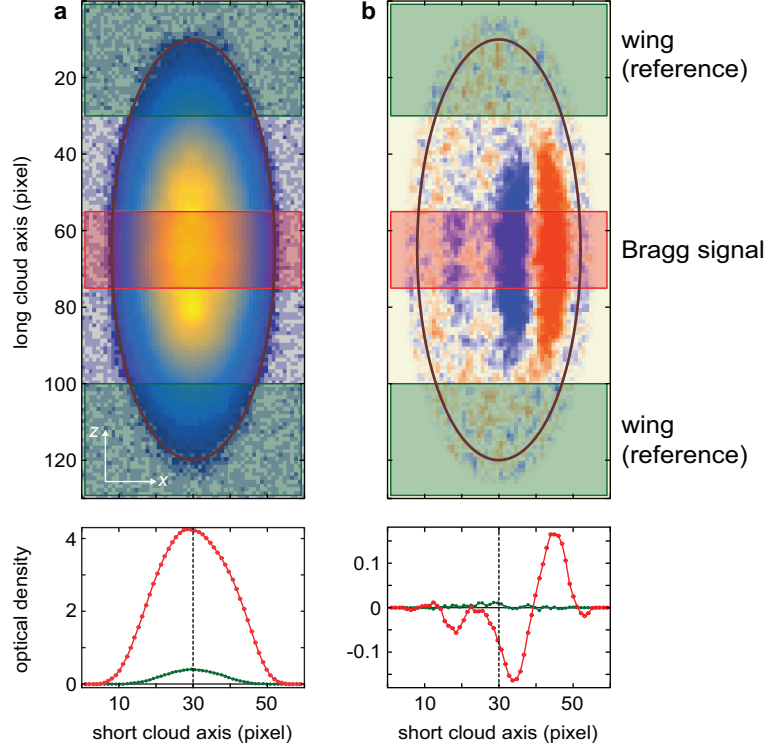 a
b
wing
(reference)
20
40
60
80
100
120
long cloud axis (pixel)
Bragg signal
wing
(reference)
z
x
4
2
0
optical density
10
30
50
short cloud axis (pixel)
0.1
0
-0.1
10
30
50
short cloud axis (pixel)